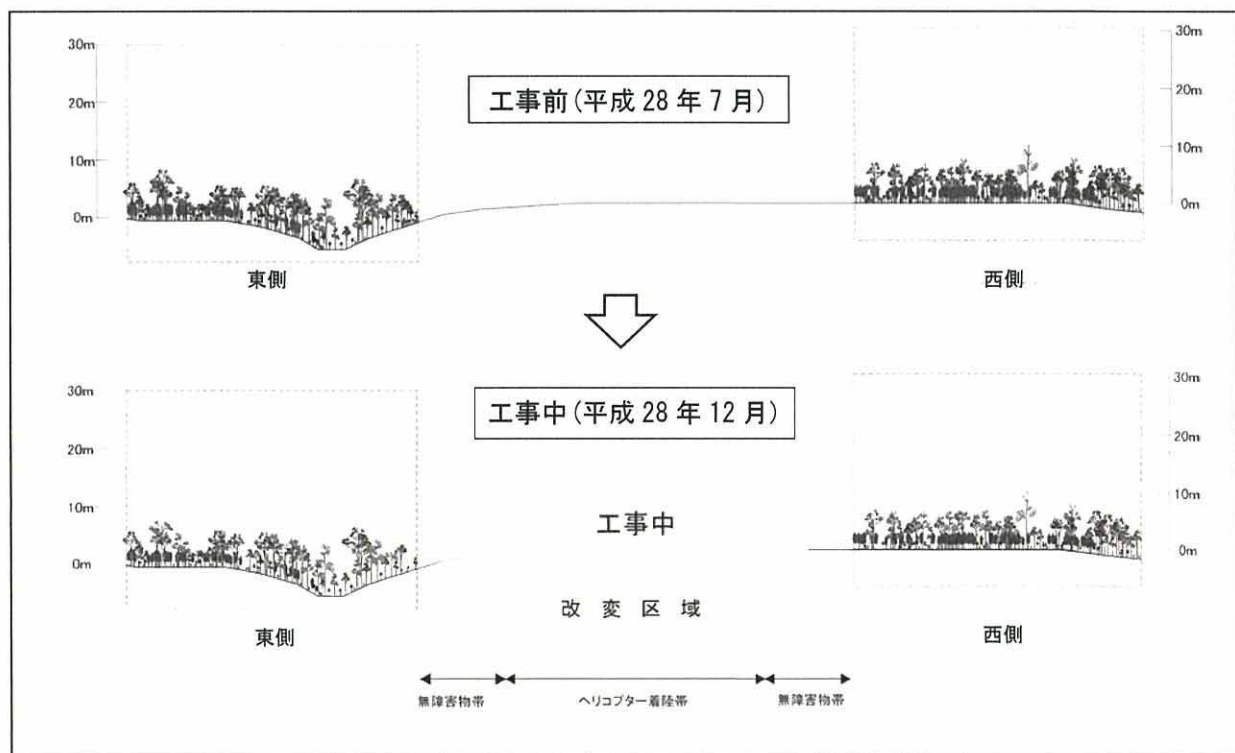 30m
20m
10m
0m
工事前(平成 28 年 7 月)
30m
20m
10m
0m
東側
西側
30m
20m
10m
0m
工事中(平成 28 年 12 月)
工事中
改変区域
30m
20m
10m
0m
東側
西側
無障害物帯
ヘリコプター着陸帯
無障害物帯